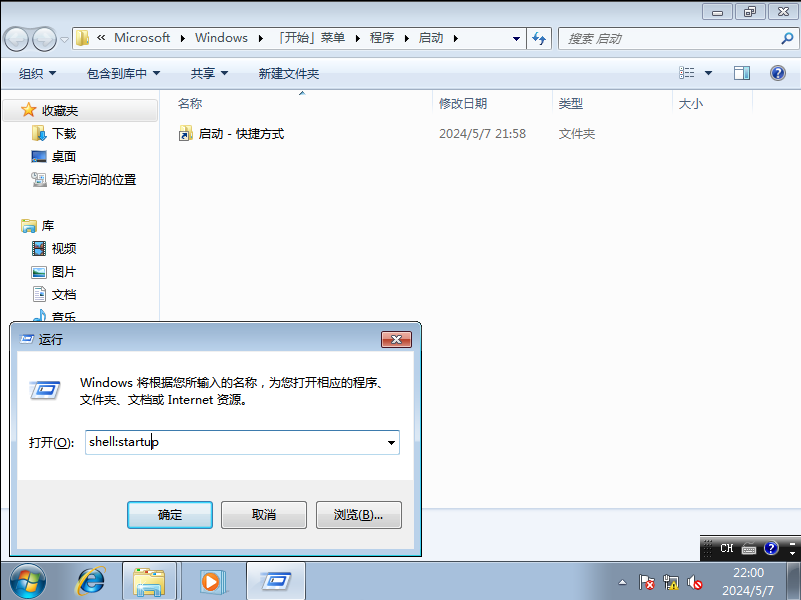 « Microsoft ▸ Windows ▸ 「开始」菜单 ▸ 程序 ▸ 启动 ▸
搜索 启动
组织 包含到库中 共享 新建文件夹
收藏夹
下载
桌面
最近访问的位置
库
视频
图片
文档
音乐
名称 修改日期 类型 大小
启动 - 快捷方式 2024/5/7 21:58 文件夹
运行
Windows 将根据您所输入的名称，为您打开相应的程序、
文件夹、文档或 Internet 资源。
打开(O): shell:startup
确定 取消 浏览(B)...
CH
22:00
2024/5/7